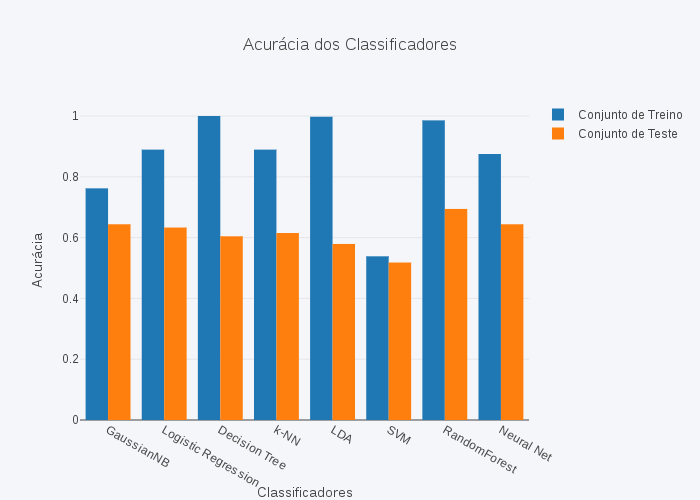 Acurácia dos Classificadores
Conjunto de Treino
Conjunto de Teste
Acurácia
1
0.8
0.6
0.4
0.2
0
GaussianNB
Logistic Regression
Decision Tree
k-NN
LDA
SVM
RandomForest
Neural Net
Classificadores